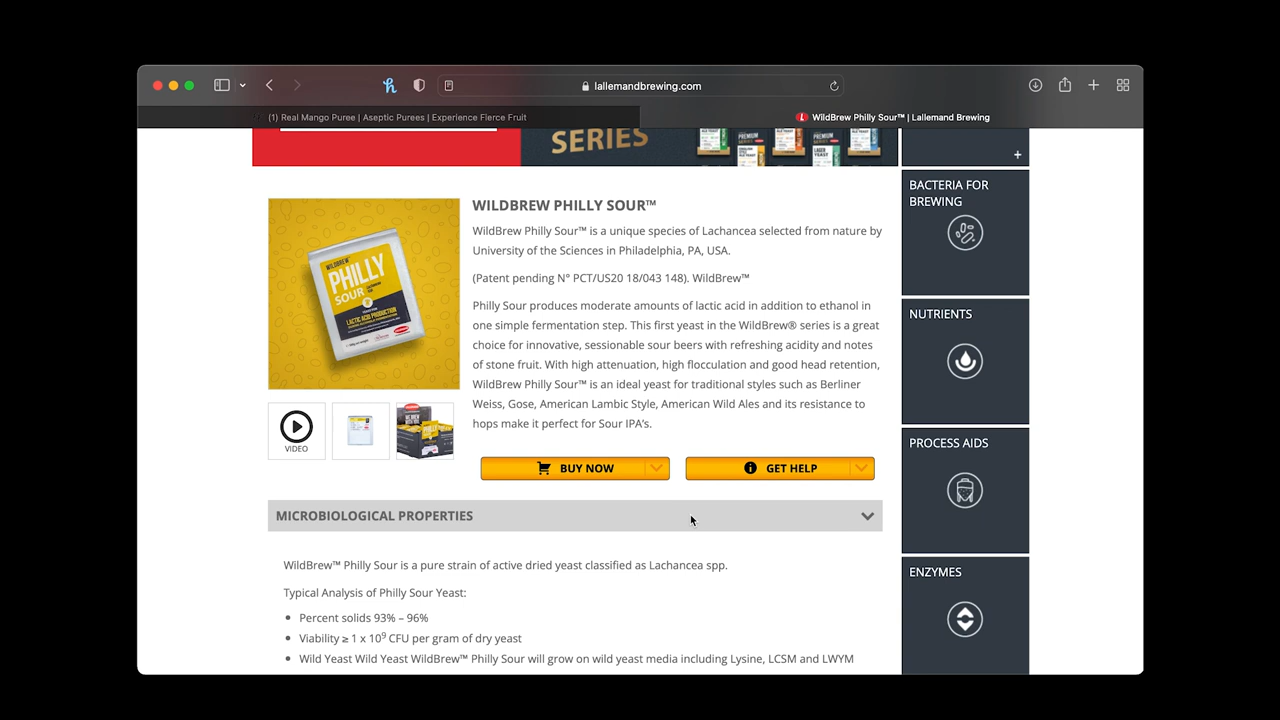 lallemandbrewing.com
(1) Real Mango Puree | Aseptic Purees | Experience Fierce Fruit
WildBrew Philly Sour™ | Lallemand Brewing
SERIES
+
BACTERIA FOR
BREWING
NUTRIENTS
PROCESS AIDS
ENZYMES
WILDBREW
PHILLY
SOUR
LACTIC ACID PRODUCTION
VIDEO
WILDBREW PHILLY SOUR™
WildBrew Philly Sour™ is a unique species of Lachancea selected from nature by
University of the Sciences in Philadelphia, PA, USA.
(Patent pending N° PCT/US20 18/043 148). WildBrew™
Philly Sour produces moderate amounts of lactic acid in addition to ethanol in
one simple fermentation step. This first yeast in the WildBrew® series is a great
choice for innovative, sessionable sour beers with refreshing acidity and notes
of stone fruit. With high attenuation, high flocculation and good head retention,
WildBrew Philly Sour™ is an ideal yeast for traditional styles such as Berliner
Weiss, Gose, American Lambic Style, American Wild Ales and its resistance to
hops make it perfect for Sour IPA’s.
BUY NOW
GET HELP
MICROBIOLOGICAL PROPERTIES
WildBrew™ Philly Sour is a pure strain of active dried yeast classified as Lachancea spp.
Typical Analysis of Philly Sour Yeast:
• Percent solids 93% – 96%
• Viability ≥ 1 x 10⁹ CFU per gram of dry yeast
• Wild Yeast Wild Yeast WildBrew™ Philly Sour will grow on wild yeast media including Lysine, LCSM and LWYM